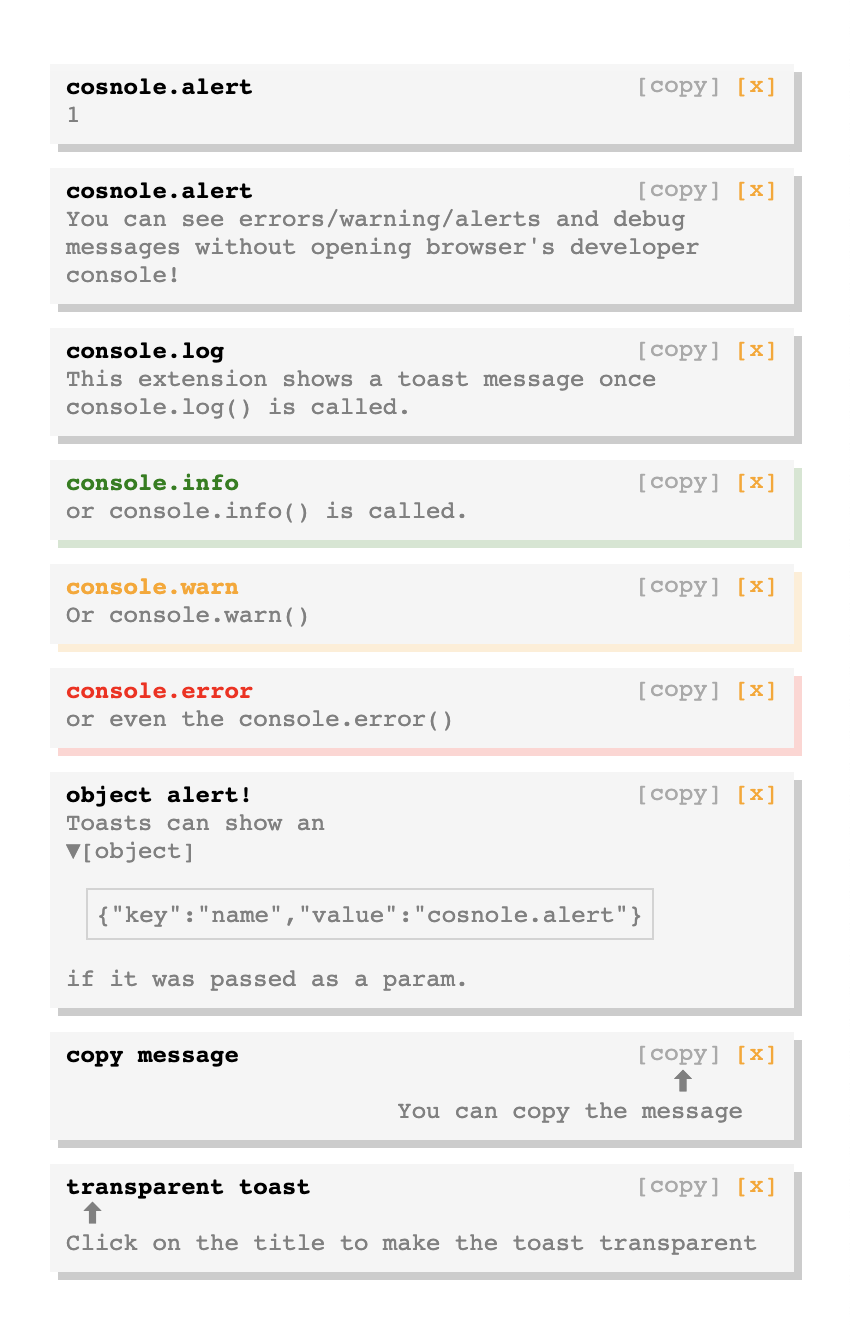 cosnole.alert [copy] [x]
1
cosnole.alert [copy] [x]
You can see errors/warning/alerts and debug
messages without opening browser's developer
console!
console.log [copy] [x]
This extension shows a toast message once
console.log() is called.
console.info [copy] [x]
or console.info() is called.
console.warn [copy] [x]
Or console.warn()
console.error [copy] [x]
or even the console.error()
object alert! [copy] [x]
Toasts can show an
▼[object]
{"key":"name","value":"cosnole.alert"}
if it was passed as a param.
copy message [copy] [x]
⬆
You can copy the message
transparent toast [copy] [x]
⬆
Click on the title to make the toast transparent